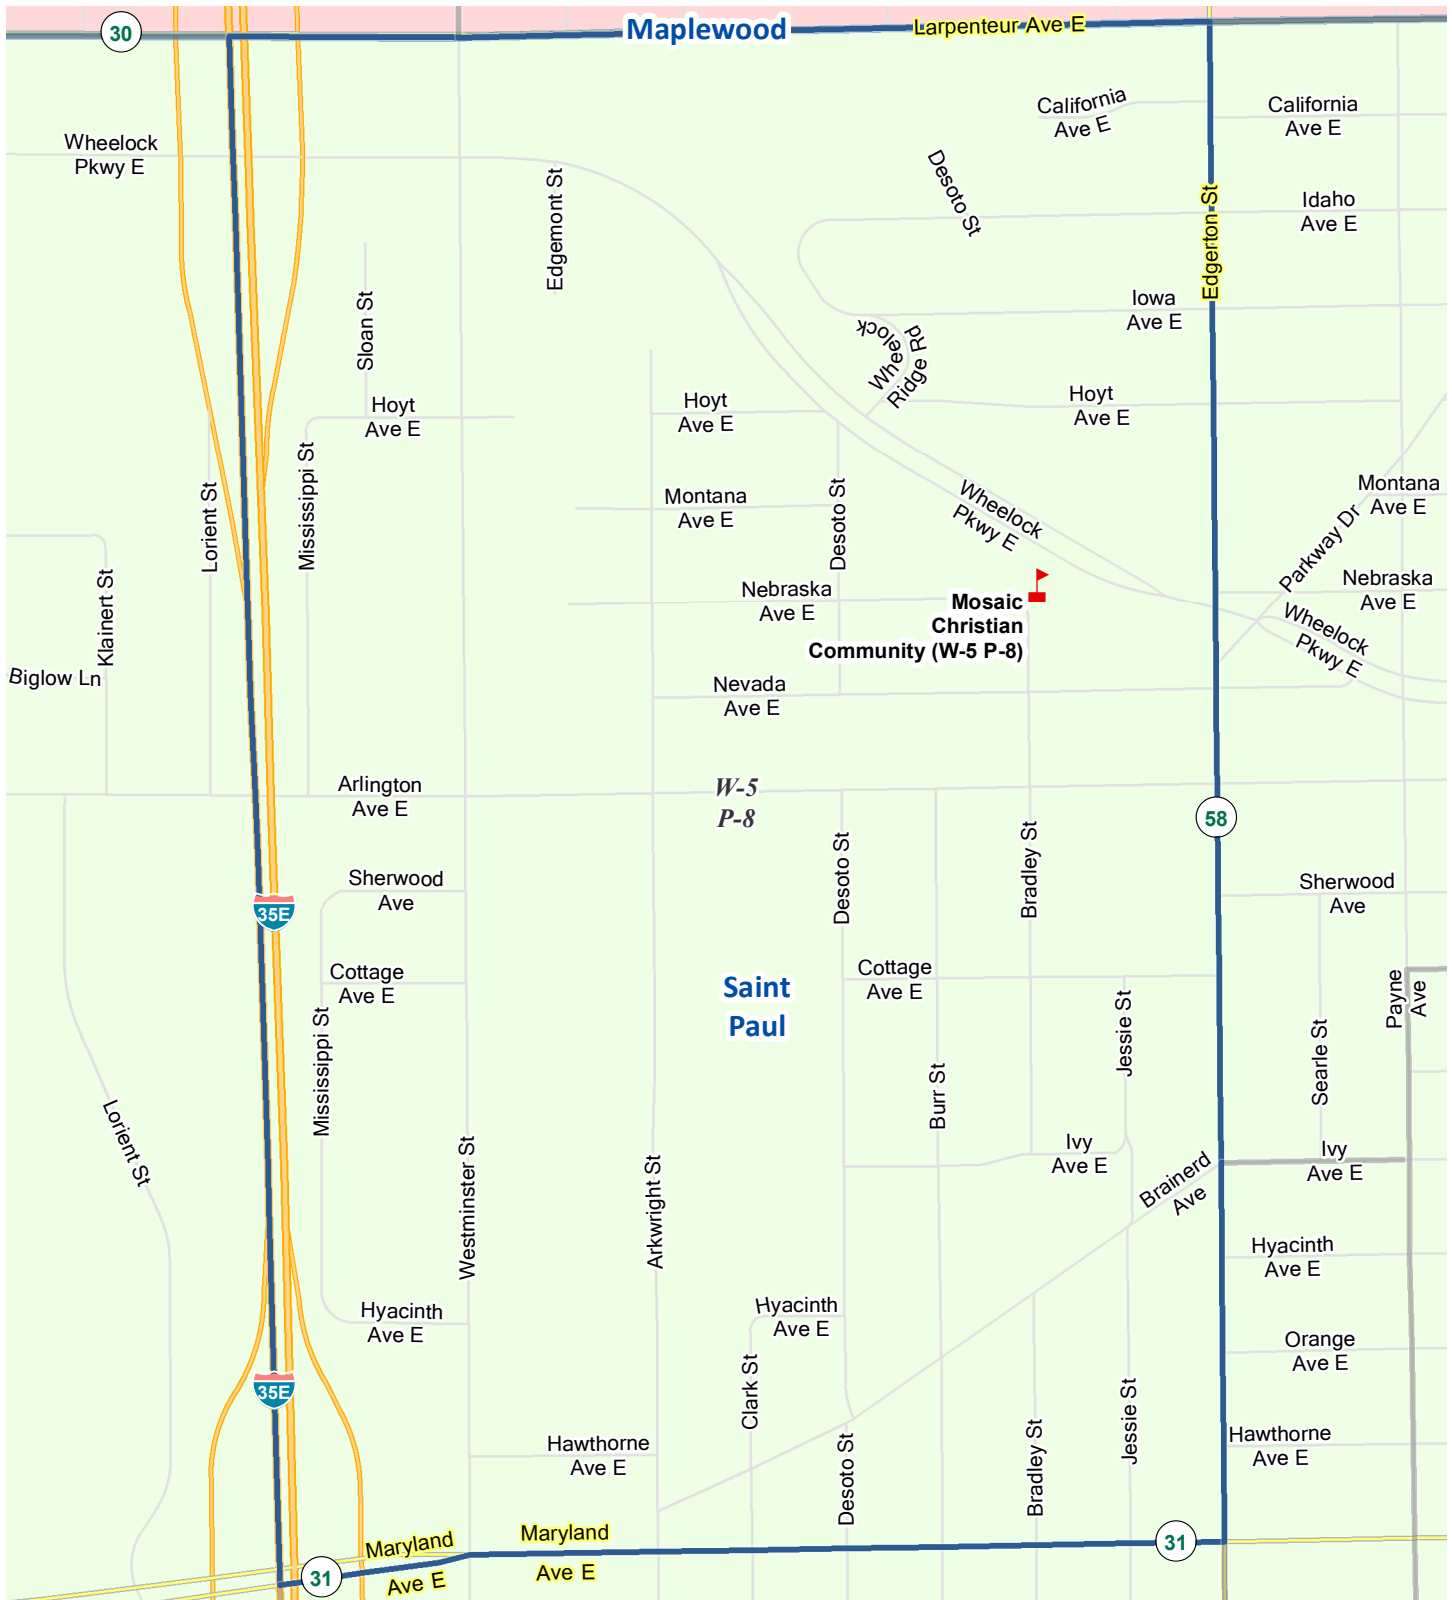 30
Maplewood
Larpenteur Ave E
California
Ave E
California
Ave E
Wheelock
Pkwy E
Desoto St
Edgemont St
Idaho
Ave E
Edgerton St
Sloan St
Iowa
Ave E
Wheelock
Ridge Rd
Hoyt
Ave E
Hoyt
Ave E
Hoyt
Ave E
Lorient St
Mississippi St
Montana
Ave E
Desoto St
Wheelock
Pkwy E
Montana
Ave E
Parkway Dr
Klainert St
Nebraska
Ave E
Nebraska
Ave E
Mosaic
Christian
Community (W-5 P-8)
Wheelock
Pkwy E
Biglow Ln
Nevada
Ave E
Arlington
Ave E
W-5
P-8
58
Desoto St
Bradley St
Sherwood
Ave
Sherwood
Ave
35E
Cottage
Ave E
Cottage
Ave E
Saint
Paul
Payne
Ave
Jessie St
Searle St
Mississippi St
Burr St
Lorient St
Westminster St
Arkwright St
Ivy
Ave E
Ivy
Ave E
Brainerd
Ave
Hyacinth
Ave E
Hyacinth
Ave E
Hyacinth
Ave E
Orange
Ave E
35E
Clark St
Desoto St
Bradley St
Jessie St
Hawthorne
Ave E
Hawthorne
Ave E
Maryland
Ave E
Maryland
Ave E
31
31